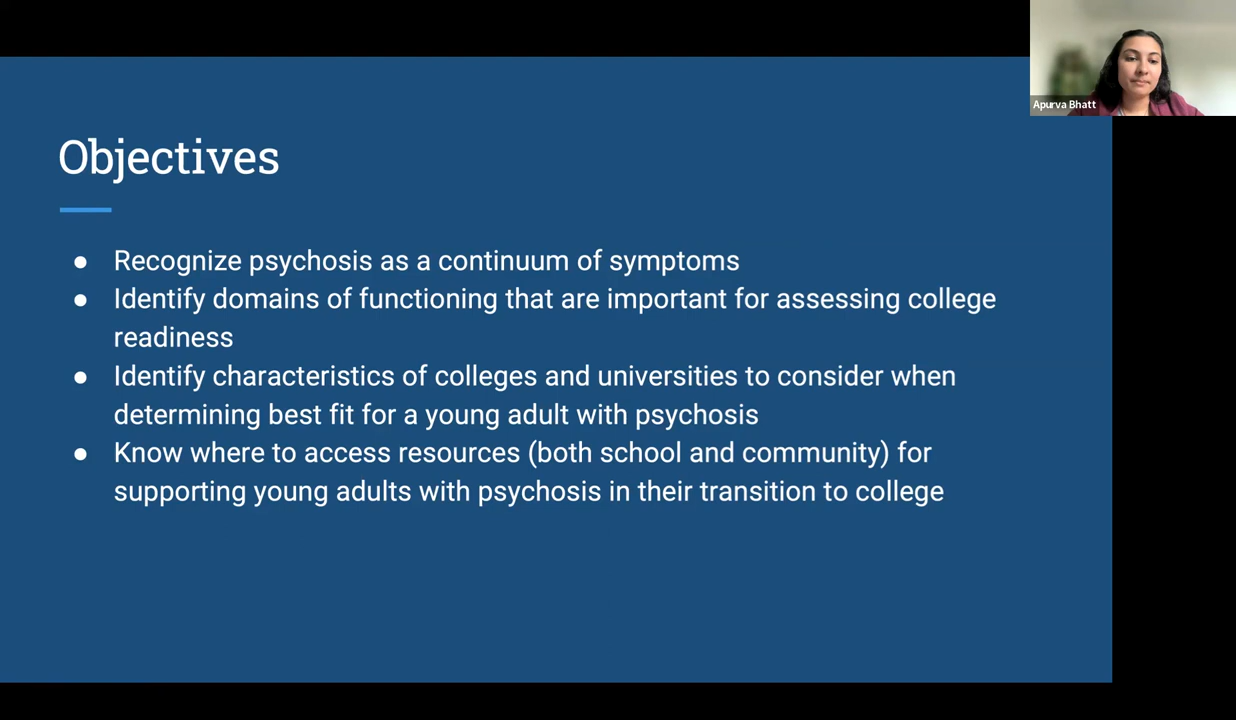 Apurva Bhatt
Objectives
● Recognize psychosis as a continuum of symptoms
● Identify domains of functioning that are important for assessing college
readiness
● Identify characteristics of colleges and universities to consider when
determining best fit for a young adult with psychosis
● Know where to access resources (both school and community) for
supporting young adults with psychosis in their transition to college